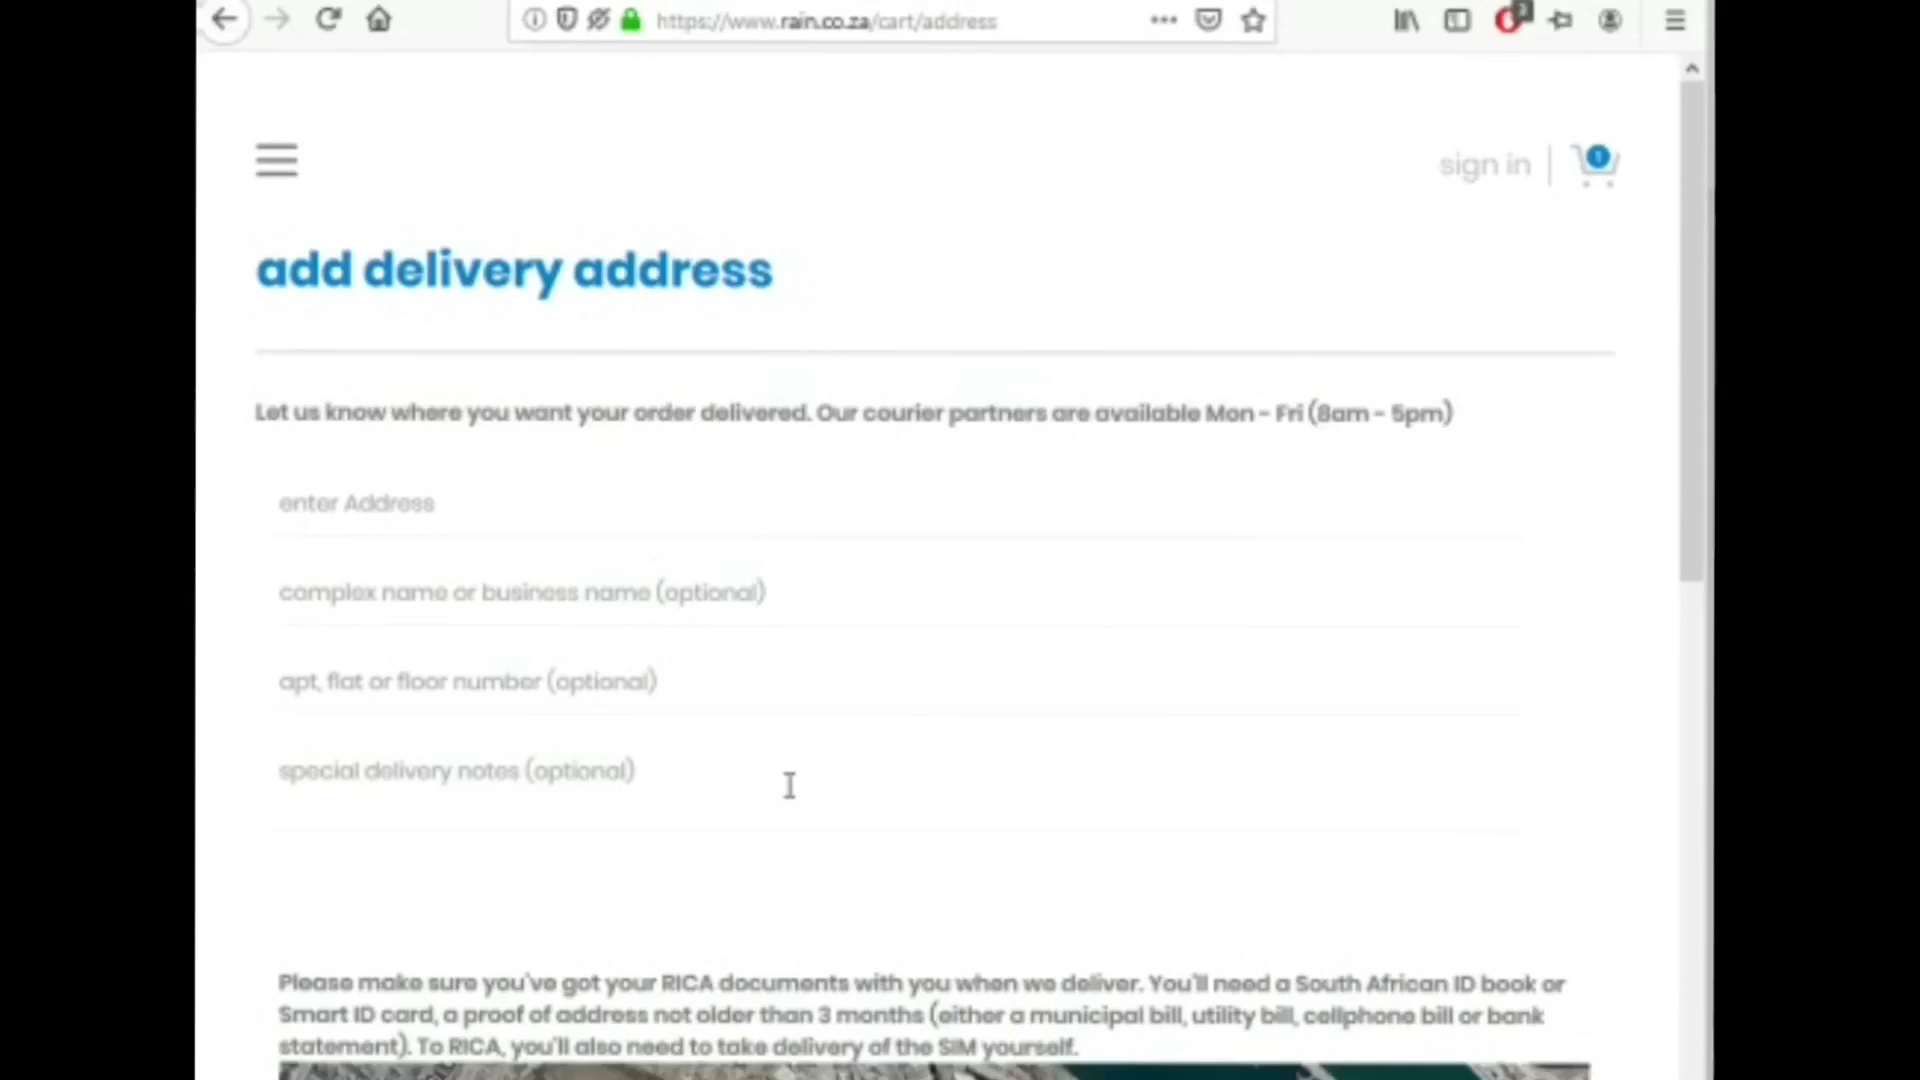 https://www.rain.co.za/cart/address
sign in
1
add delivery address
Let us know where you want your order delivered. Our courier partners are available Mon - Fri (8am - 5pm)
enter Address
complex name or business name (optional)
apt, flat or floor number (optional)
special delivery notes (optional)
Please make sure you've got your RICA documents with you when we deliver. You'll need a South African ID book or
Smart ID card, a proof of address not older than 3 months (either a municipal bill, utility bill, cellphone bill or bank
statement). To RICA, you'll also need to take delivery of the SIM yourself.